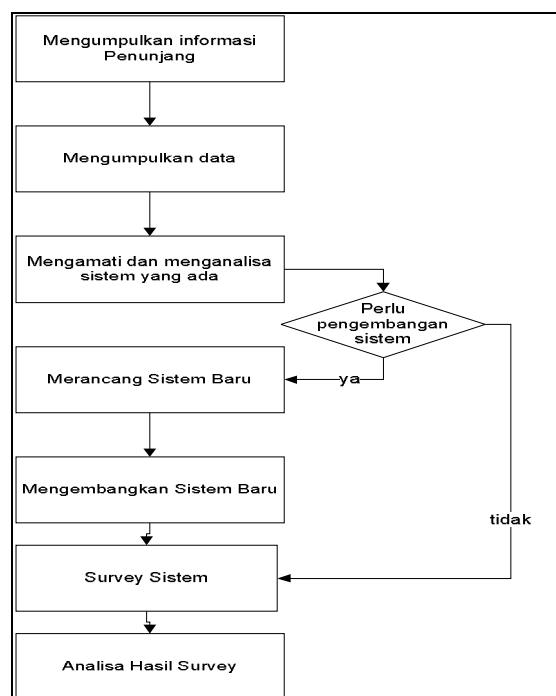 Mengumpulkan informasi
Penunjang
Mengumpulkan data
Mengamati dan menganalisa
sistem yang ada
Perlu
pengembangan
sistem
Merancang Sistem Baru
ya
Mengembangkan Sistem Baru
tidak
Survey Sistem
Analisa Hasil Survey